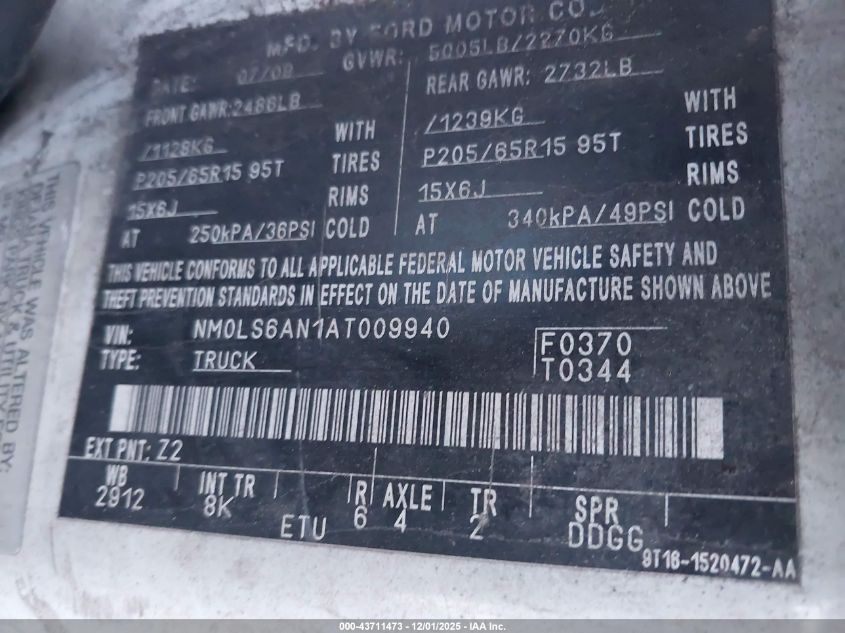 MFD. BY FORD MOTOR CO.
DATE: 07/09 GVWR: 5005LB/2270KG
FRONT GAWR: 2486LB REAR GAWR: 2732LB
/1128KG WITH /1239KG WITH
P205/65R15 95T TIRES P205/65R15 95T TIRES
15X6J RIMS 15X6J RIMS
AT 250kPA/36PSI COLD AT 340kPA/49PSI COLD
THIS VEHICLE CONFORMS TO ALL APPLICABLE FEDERAL MOTOR VEHICLE SAFETY AND
THEFT PREVENTION STANDARDS IN EFFECT ON THE DATE OF MANUFACTURE SHOWN ABOVE
VIN: NM0LS6AN1AT009940
TYPE: TRUCK
F0370
T0344
EXT PNT: Z2
WB INT TR R AXLE TR SPR
2912 8K 6 4 2 DDGG
ETU
9T16-1520472-AA
THIS VEHICLE WAS ALTERED BY:
000-43711473 - 12/01/2025 - IAA Inc.